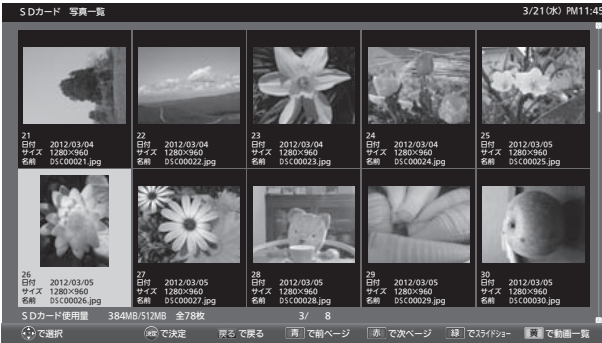 SDカード 写真一覧
3/21(水) PM11:45
21
日付 2012/03/04
サイズ 1280×960
名前 DSC00021.jpg
22
日付 2012/03/04
サイズ 1280×960
名前 DSC00022.jpg
23
日付 2012/03/04
サイズ 1280×960
名前 DSC00023.jpg
24
日付 2012/03/04
サイズ 1280×960
名前 DSC00024.jpg
25
日付 2012/03/05
サイズ 1280×960
名前 DSC00025.jpg
26
日付 2012/03/05
サイズ 1280×960
名前 DSC00026.jpg
27
日付 2012/03/05
サイズ 1280×960
名前 DSC00027.jpg
28
日付 2012/03/05
サイズ 1280×960
名前 DSC00028.jpg
29
日付 2012/03/05
サイズ 1280×960
名前 DSC00029.jpg
30
日付 2012/03/05
サイズ 1280×960
名前 DSC00030.jpg
SDカード使用量 384MB/512MB 全78枚 3/ 8
で選択 決定 で決定 戻る で戻る 青 で前ページ 赤 で次ページ 緑 でスライドショー 黄 で動画一覧